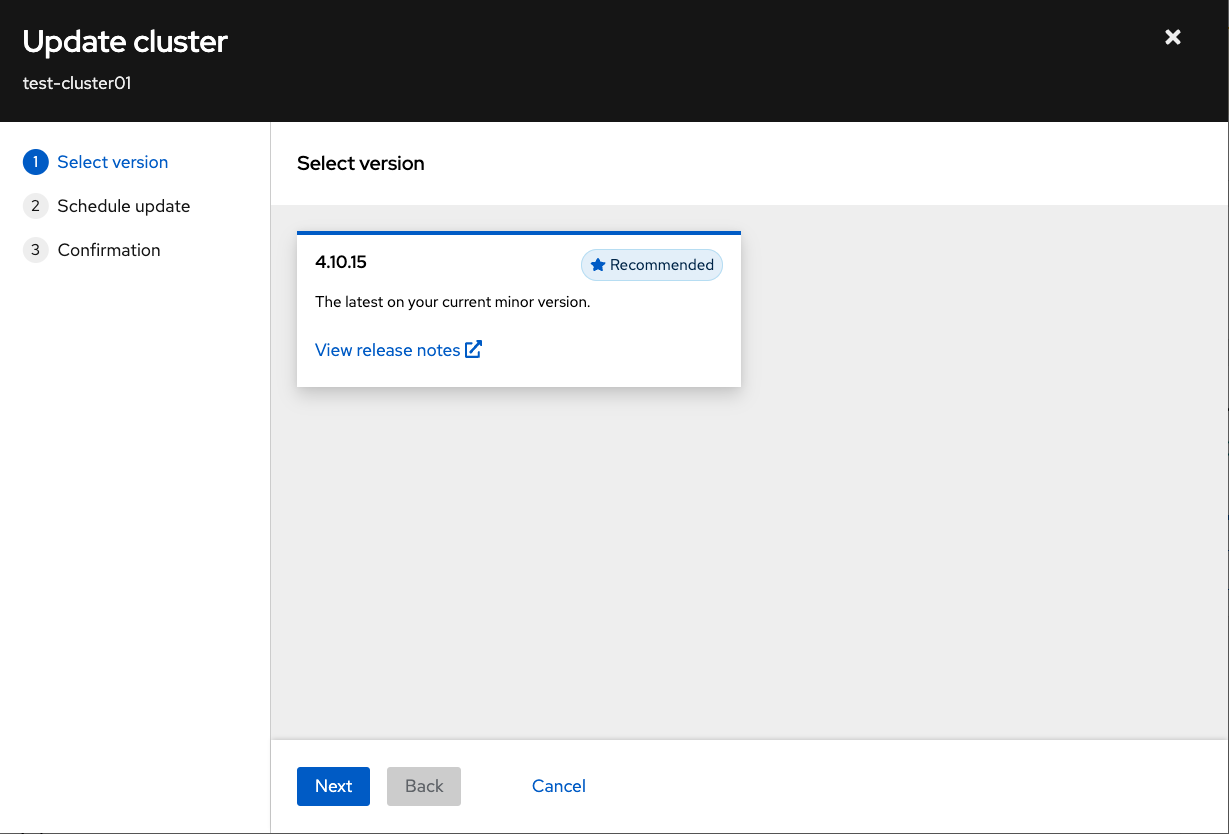 Update cluster
test-cluster01
1 Select version
2 Schedule update
3 Confirmation
Select version
4.10.15
Recommended
The latest on your current minor version.
View release notes
Next
Back
Cancel